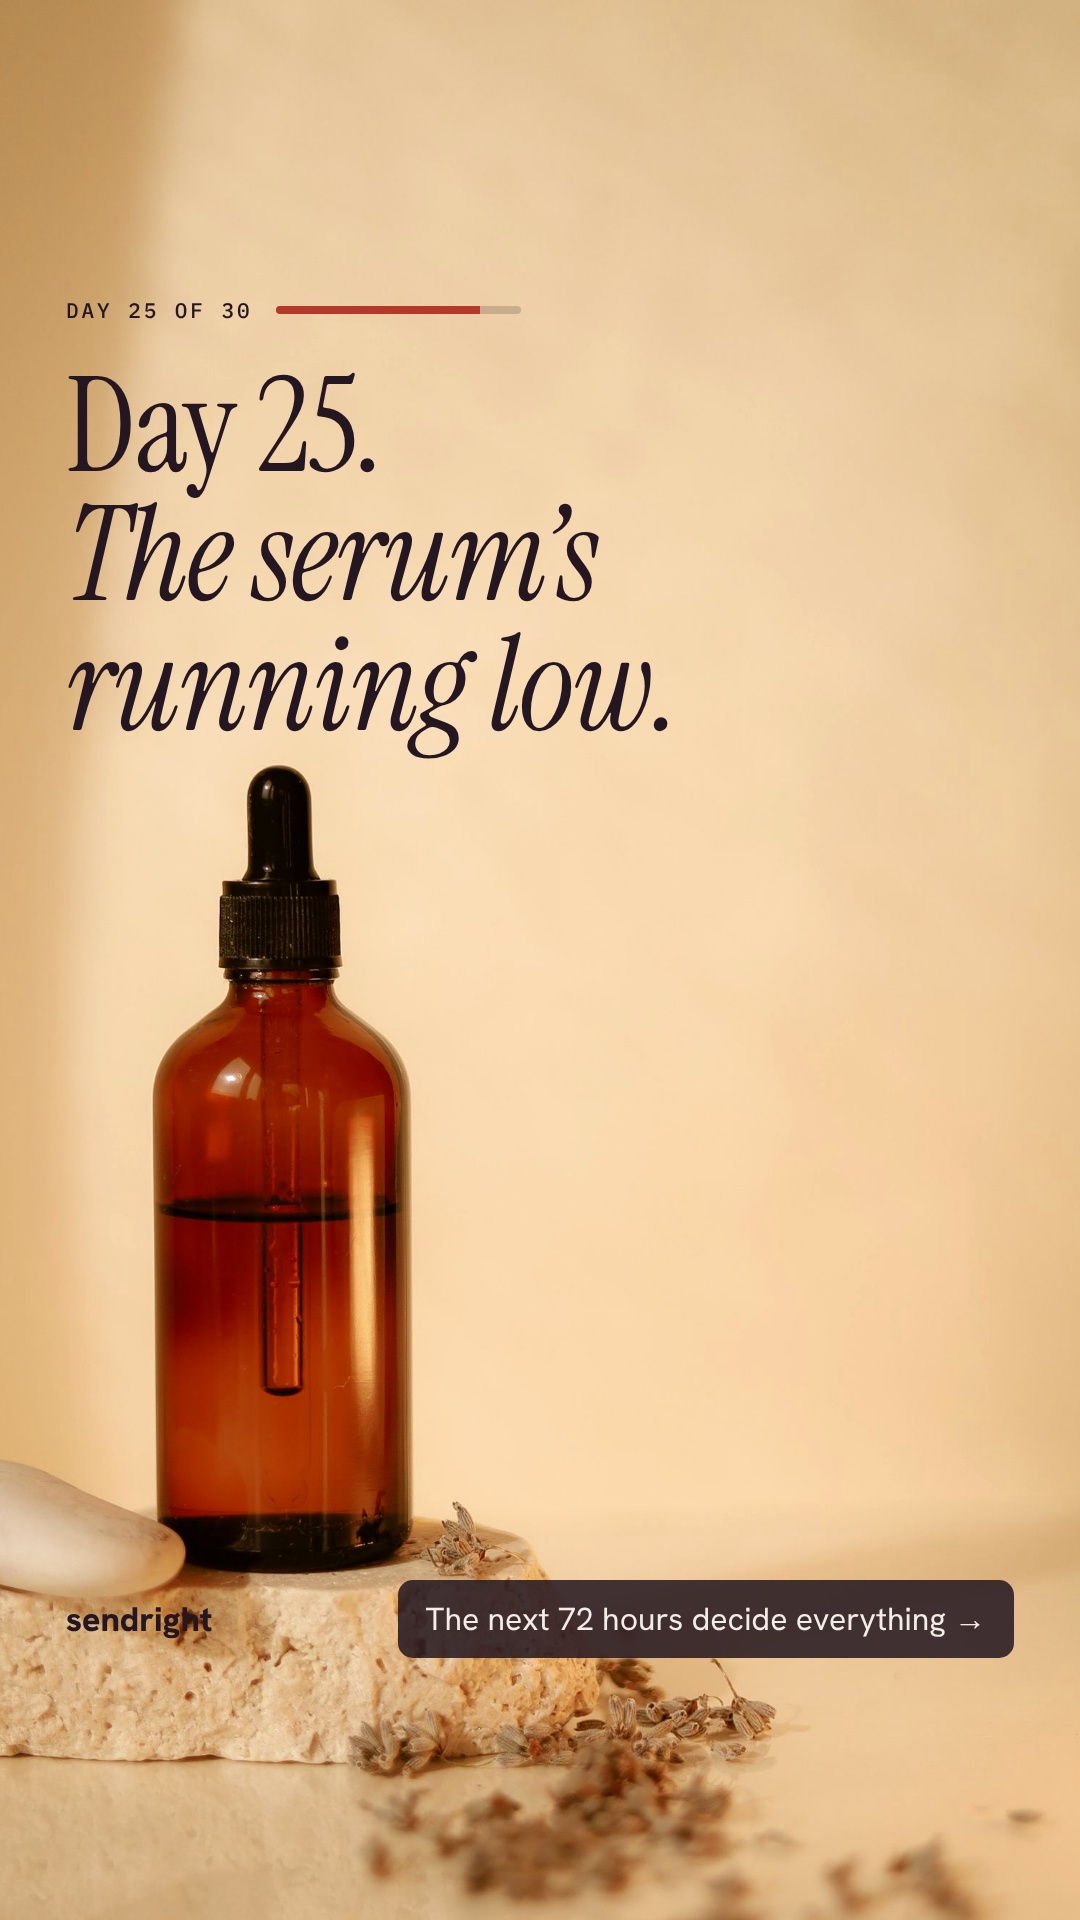 DAY 25 OF 30
Day 25.
The serum’s
running low.
sendright
The next 72 hours decide everything →